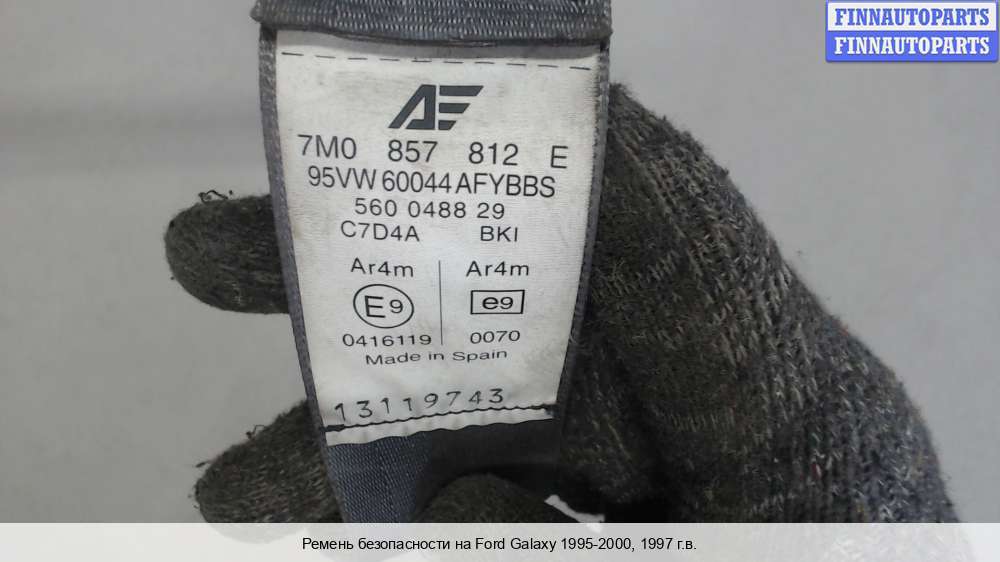 FINNAUTOPARTS
FINNAUTOPARTS
AE
7M0 857 812 E
95VW 60044 AFYBBS
560 0488 29
C7D4A BKI
Ar4m Ar4m
E9 e9
0416119 0070
Made in Spain
13119743
Ремень безопасности на Ford Galaxy 1995-2000, 1997 г.в.